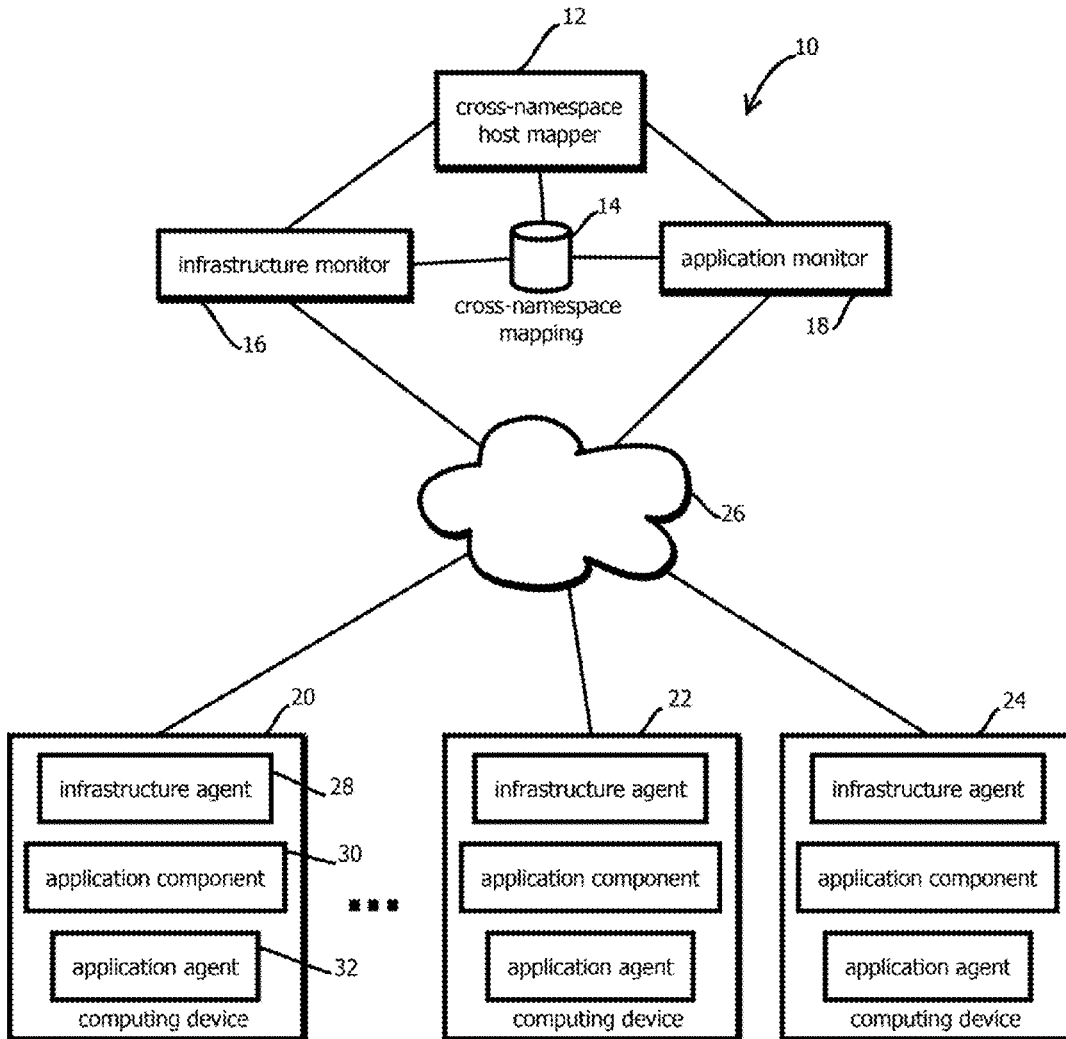 12
10
cross-namespace
host mapper
14
infrastructure monitor
application monitor
cross-namespace
mapping
16
18
26
20
22
24
infrastructure agent
28
infrastructure agent
infrastructure agent
30
application component
application component
application component
application agent
32
application agent
application agent
computing device
computing device
computing device